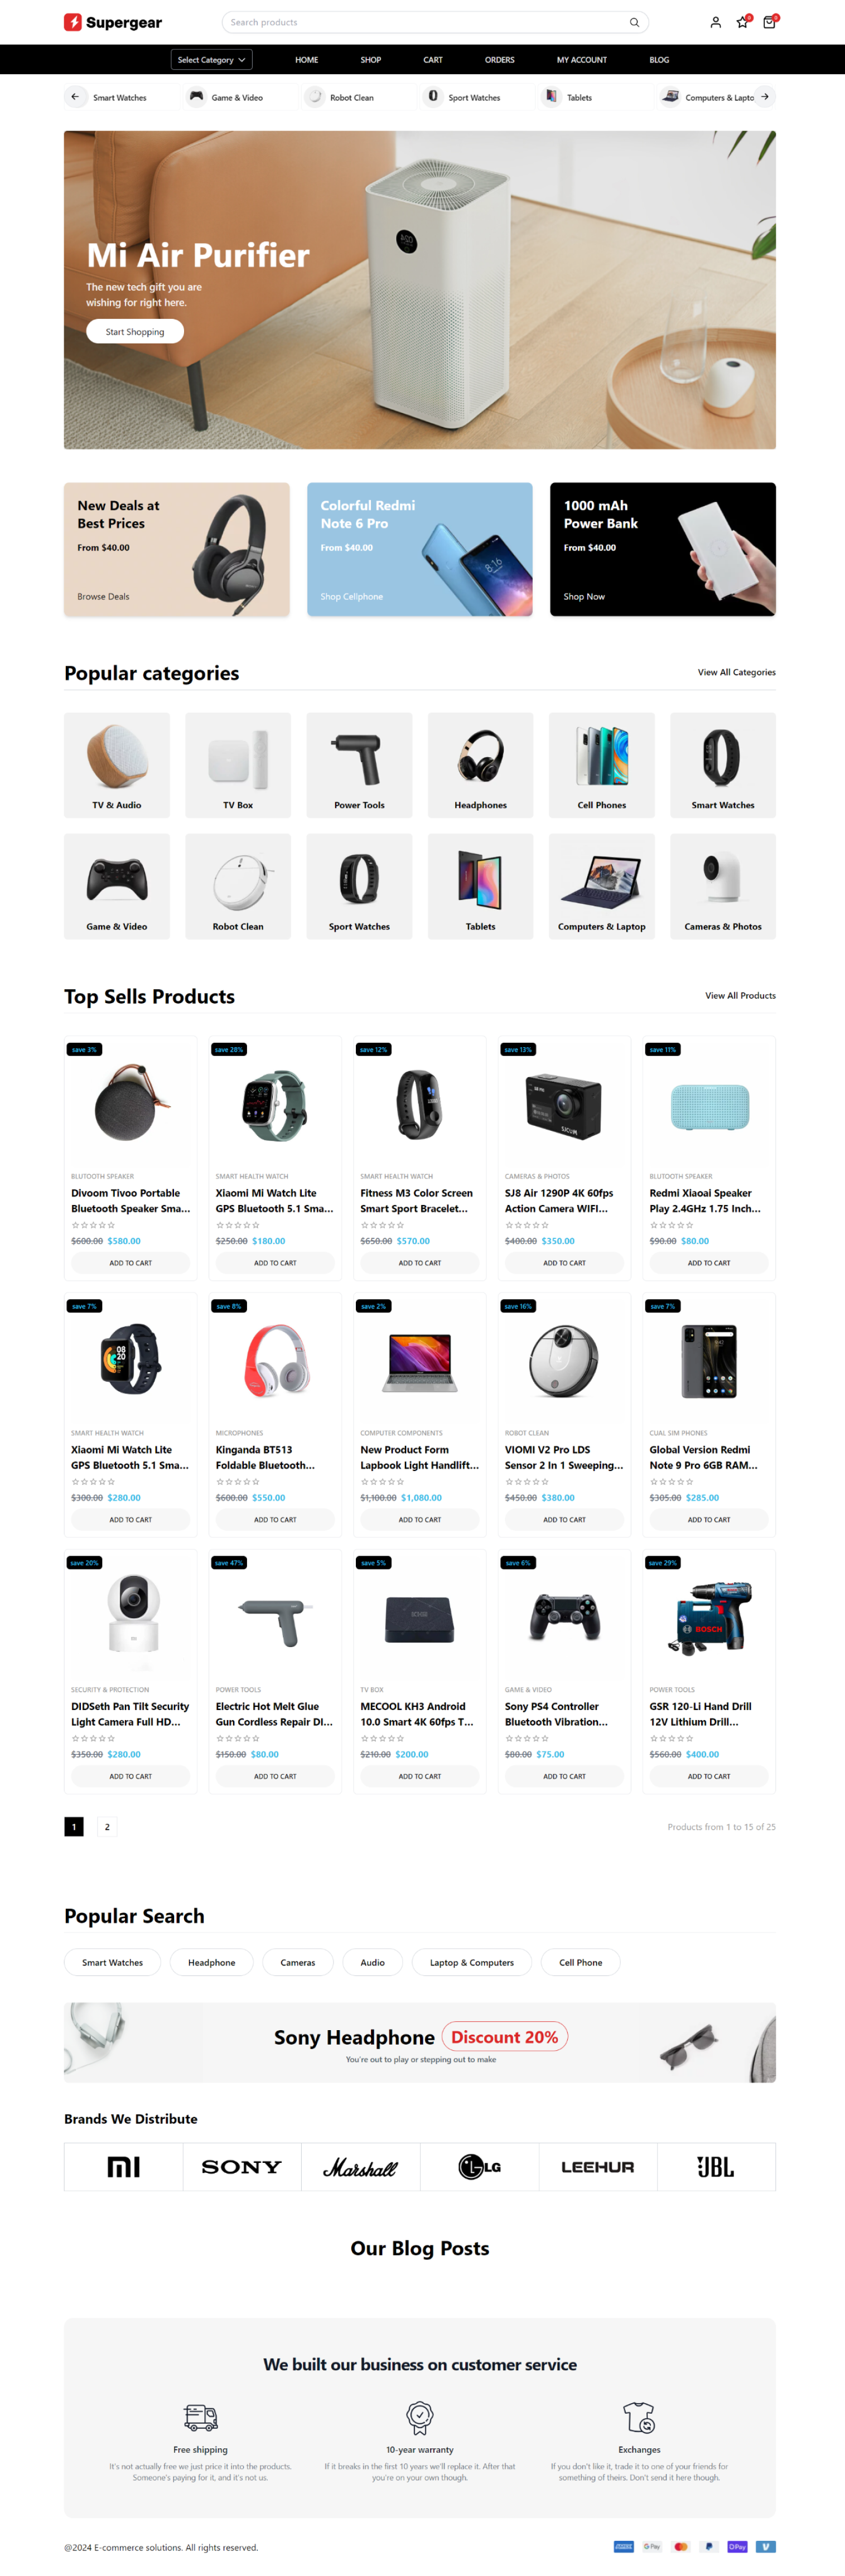 Supergear
Search products
0
0
Select Category
HOME
SHOP
CART
ORDERS
MY ACCOUNT
BLOG
Smart Watches
Game & Video
Robot Clean
Sport Watches
Tablets
Computers & Lapto
Mi Air Purifier
The new tech gift you are
wishing for right here.
Start Shopping
New Deals at
Best Prices
From $40.00
Browse Deals
Colorful Redmi
Note 6 Pro
From $40.00
Shop Cellphone
8:16
1000 mAh
Power Bank
From $40.00
Shop Now
Popular categories
View All Categories
TV & Audio
TV Box
Power Tools
Headphones
Cell Phones
Smart Watches
Game & Video
Robot Clean
Sport Watches
Tablets
Computers & Laptop
Cameras & Photos
Top Sells Products
View All Products
save 3%
BLUTOOTH SPEAKER
Divoom Tivoo Portable
Bluetooth Speaker Sma...
$600.00 $580.00
ADD TO CART
save 28%
SMART HEALTH WATCH
Xiaomi Mi Watch Lite
GPS Bluetooth 5.1 Sma...
$250.00 $180.00
ADD TO CART
save 12%
SMART HEALTH WATCH
Fitness M3 Color Screen
Smart Sport Bracelet...
$650.00 $570.00
ADD TO CART
save 13%
SJCAM
CAMERAS & PHOTOS
SJ8 Air 1290P 4K 60fps
Action Camera WIFI...
$400.00 $350.00
ADD TO CART
save 11%
BLUTOOTH SPEAKER
Redmi Xiaoai Speaker
Play 2.4GHz 1.75 Inch...
$90.00 $80.00
ADD TO CART
save 7%
08
20
SMART HEALTH WATCH
Xiaomi Mi Watch Lite
GPS Bluetooth 5.1 Sma...
$300.00 $280.00
ADD TO CART
save 8%
MICROPHONES
Kinganda BT513
Foldable Bluetooth...
$600.00 $550.00
ADD TO CART
save 2%
COMPUTER COMPONENTS
New Product Form
Lapbook Light Handlift...
$1,100.00 $1,080.00
ADD TO CART
save 16%
ROBOT CLEAN
VIOMI V2 Pro LDS
Sensor 2 In 1 Sweeping...
$450.00 $380.00
ADD TO CART
save 7%
CUAL SIM PHONES
Global Version Redmi
Note 9 Pro 6GB RAM...
$305.00 $285.00
ADD TO CART
save 20%
SECURITY & PROTECTION
DIDSeth Pan Tilt Security
Light Camera Full HD...
$350.00 $280.00
ADD TO CART
save 47%
POWER TOOLS
Electric Hot Melt Glue
Gun Cordless Repair DI...
$150.00 $80.00
ADD TO CART
save 5%
TV BOX
MECOOL KH3 Android
10.0 Smart 4K 60fps T...
$210.00 $200.00
ADD TO CART
save 6%
GAME & VIDEO
Sony PS4 Controller
Bluetooth Vibration...
$80.00 $75.00
ADD TO CART
save 29%
BOSCH
POWER TOOLS
GSR 120-Li Hand Drill
12V Lithium Drill...
$560.00 $400.00
ADD TO CART
1
2
Products from 1 to 15 of 25
Popular Search
Smart Watches
Headphone
Cameras
Audio
Laptop & Computers
Cell Phone
Sony Headphone Discount 20%
You're out to play or stepping out to make
Brands We Distribute
MI
SONY
Marshall
LG
LEEHUR
JBL
Our Blog Posts
We built our business on customer service
Free shipping
It's not actually free we just price it into the products.
Someone's paying for it, and it's not us.
10-year warranty
If it breaks in the first 10 years we'll replace it. After that
you're on your own though.
Exchanges
If you don't like it, trade it to one of your friends for
something of theirs. Don't send it here though.
@2024 E-commerce solutions. All rights reserved.
G Pay